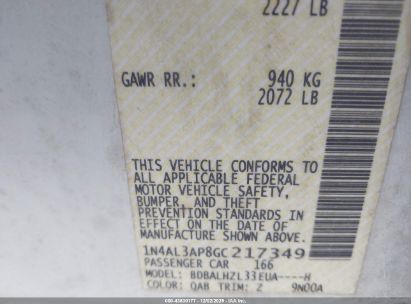 2227 LB
GAWR RR.: 940 KG
2072 LB
THIS VEHICLE CONFORMS TO
ALL APPLICABLE FEDERAL
MOTOR VEHICLE SAFETY,
BUMPER, AND THEFT
PREVENTION STANDARDS
IN EFFECT ON THE DATE OF
MANUFACTURE SHOWN ABOVE.
1N4AL3AP8GC217349
PASSENGER CAR 166
MODEL: BDBALHZL33EUA----H
COLOR: QAB TRIM: Z 9N00A